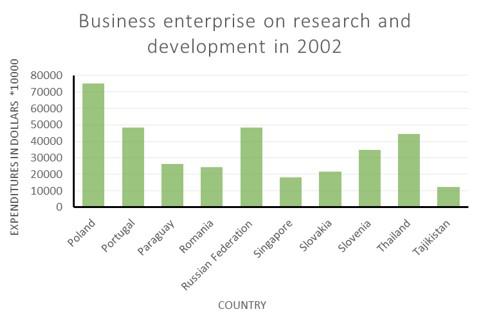 Business enterprise on research and
development in 2002
EXPENDITURES IN DOLLARS *10000
80000
70000
60000
50000
40000
30000
20000
10000
0
Poland
Portugal
Paraguay
Romania
Russian Federation
Singapore
Slovakia
Slovenia
Thailand
Tajikistan
COUNTRY